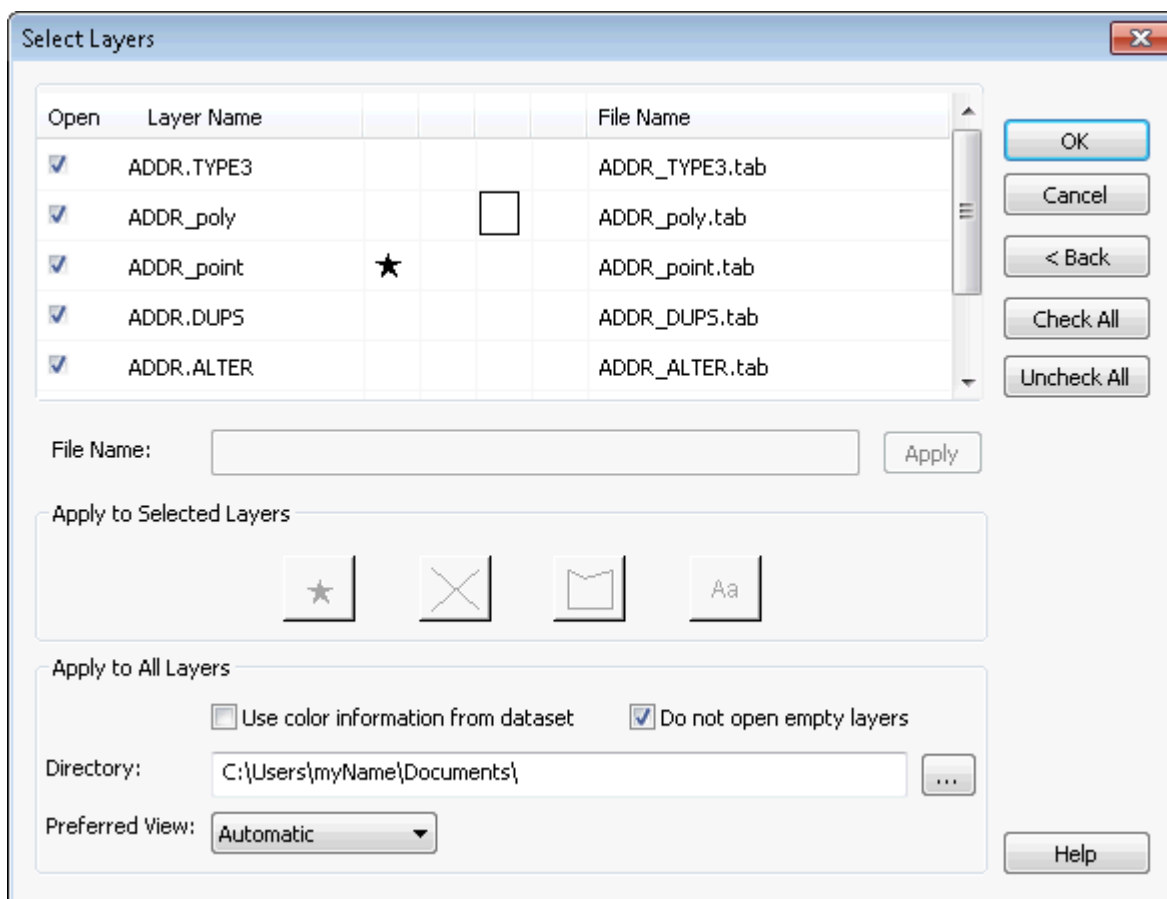 Select Layers
Open Layer Name File Name
ADDR.TYPE3 ADDR_TYPE3.tab
ADDR_poly ADDR_poly.tab
ADDR_point ADDR_point.tab
ADDR.DUPS ADDR_DUPS.tab
ADDR.ALTER ADDR_ALTER.tab
OK
Cancel
< Back
Check All
Uncheck All
File Name: Apply
Apply to Selected Layers
Aa
Apply to All Layers
Use color information from dataset Do not open empty layers
Directory: C:\Users\myName\Documents\ ...
Preferred View: Automatic
Help